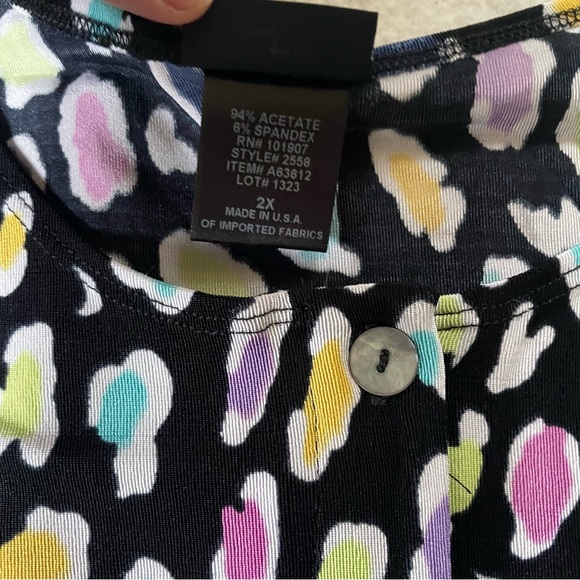 94% ACETATE
6% SPANDEX
RN# 101907
STYLE# 2558
ITEM# A63612
LOT# 1323
2X
MADE IN U.S.A.
OF IMPORTED FABRICS